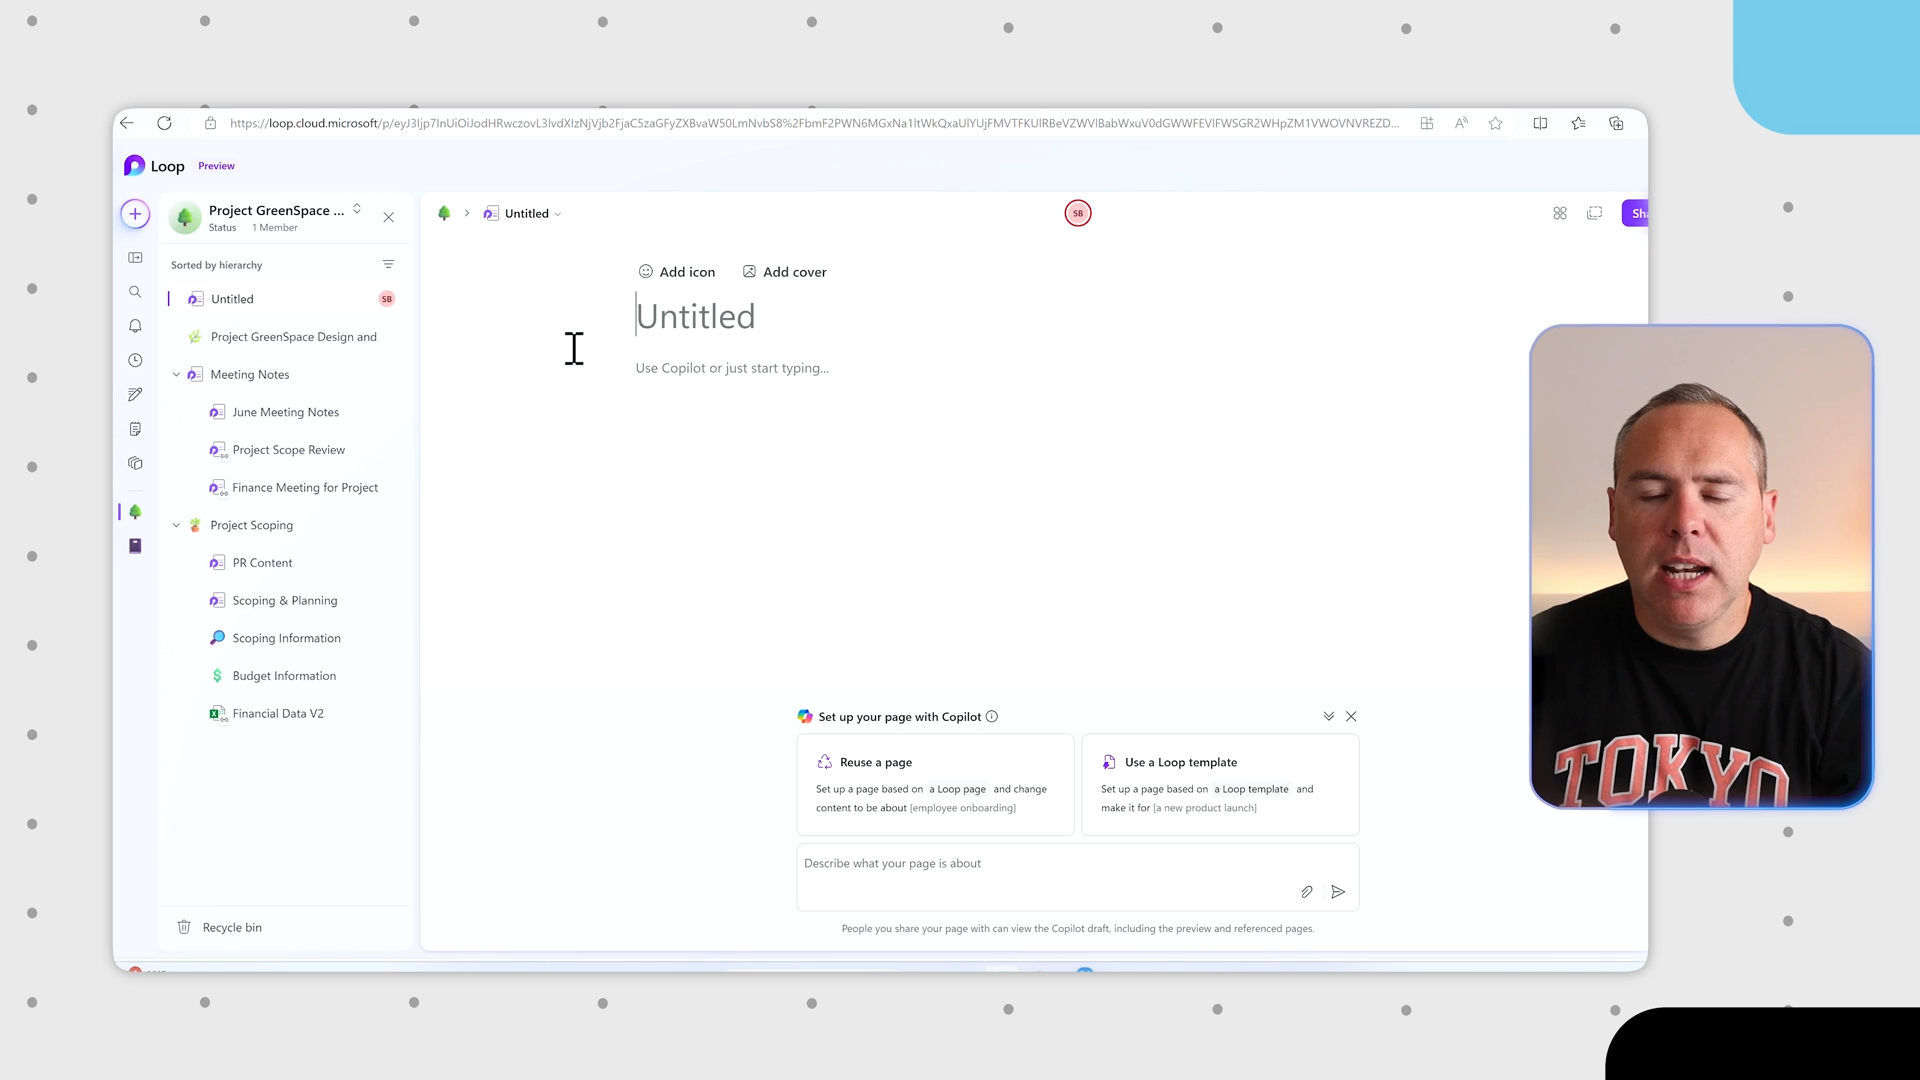 https://loop.cloud.microsoft/p/
Loop Preview
Project GreenSpace ...
Status 1 Member
Sorted by hierarchy
Untitled SB
Project GreenSpace Design and
Meeting Notes
June Meeting Notes
Project Scope Review
Finance Meeting for Project
Project Scoping
PR Content
Scoping & Planning
Scoping Information
Budget Information
Financial Data V2
Recycle bin
Untitled
SB
Sh
Add icon Add cover
Untitled
Use Copilot or just start typing...
Set up your page with Copilot
Reuse a page
Set up a page based on a Loop page and change
content to be about [employee onboarding]
Use a Loop template
Set up a page based on a Loop template and
make it for [a new product launch]
Describe what your page is about
People you share your page with can view the Copilot draft, including the preview and referenced pages.
TOKYO